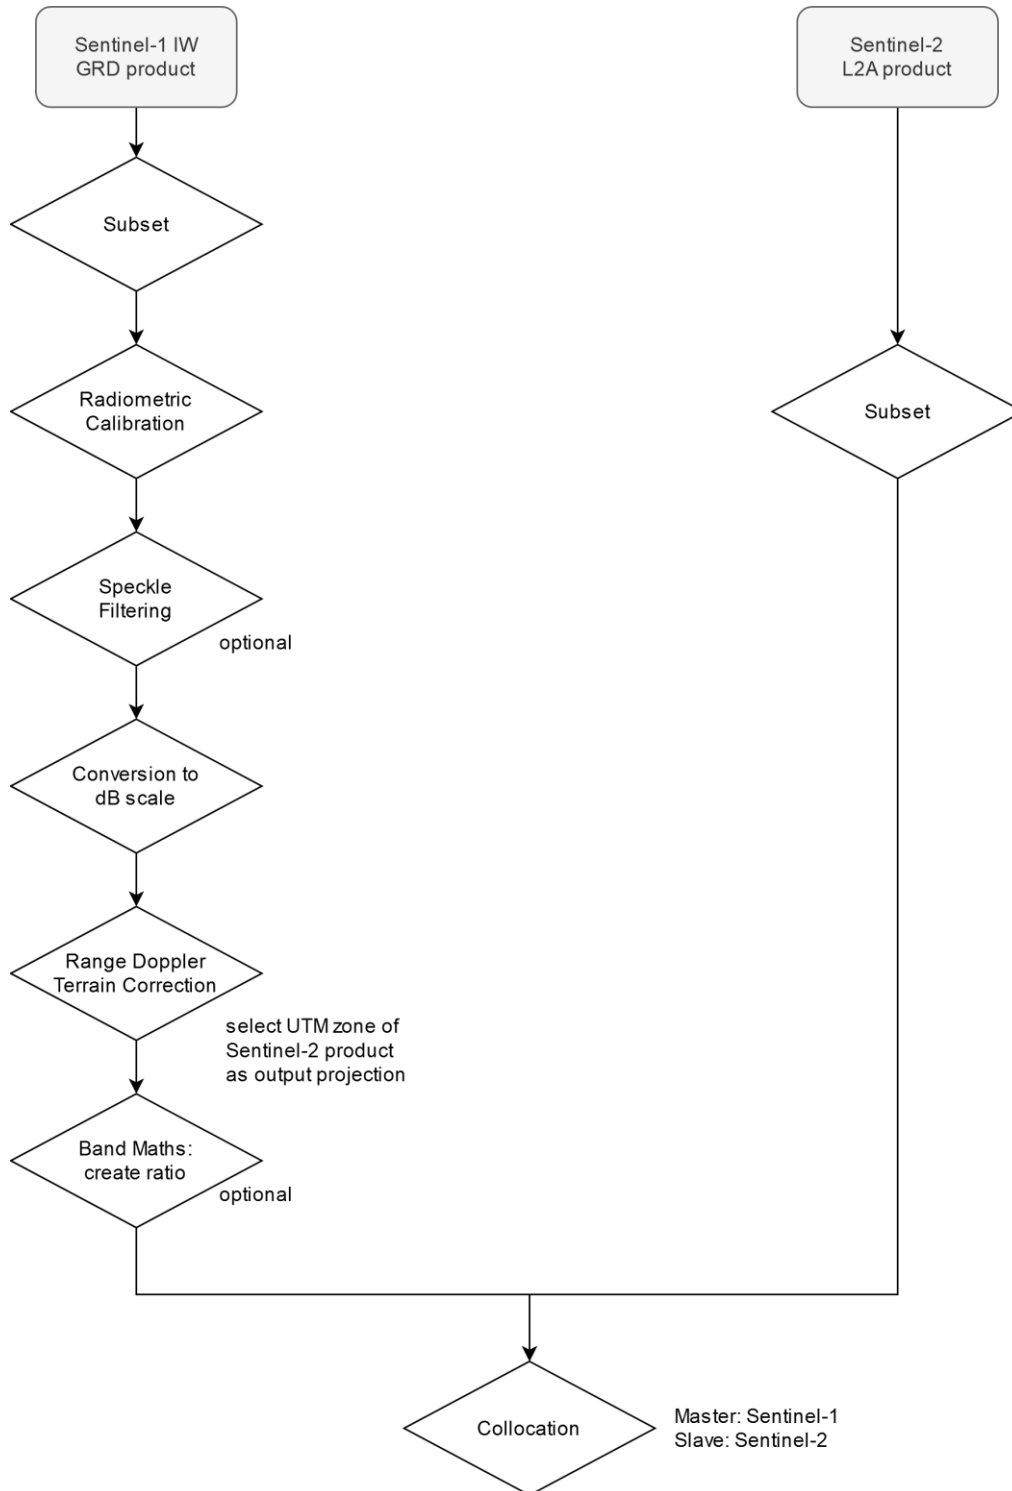 Sentinel-1 IW
GRD product
Sentinel-2
L2A product
Subset
Radiometric
Calibration
Subset
Speckle
Filtering
optional
Conversion to
dB scale
Range Doppler
Terrain Correction
select UTM zone of
Sentinel-2 product
as output projection
Band Maths:
create ratio
optional
Collocation
Master: Sentinel-1
Slave: Sentinel-2